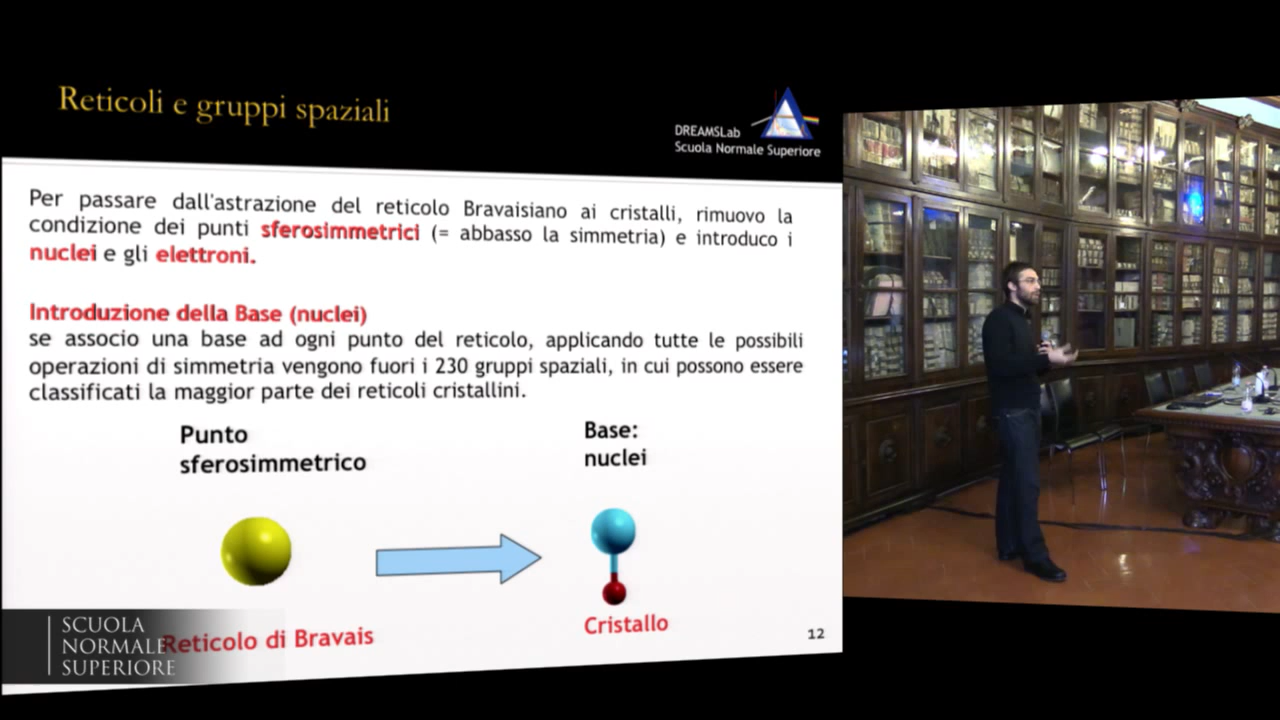 Reticoli e gruppi spaziali
DREAMSLab
Scuola Normale Superiore
Per passare dall'astrazione del reticolo Bravaisiano ai cristalli, rimuovo la
condizione dei punti sferosimmetrici (= abbasso la simmetria) e introduco i
nuclei e gli elettroni.
Introduzione della Base (nuclei)
se associo una base ad ogni punto del reticolo, applicando tutte le possibili
operazioni di simmetria vengono fuori i 230 gruppi spaziali, in cui possono essere
classificati la maggior parte dei reticoli cristallini.
Punto
sferosimmetrico
Base:
nuclei
Reticolo di Bravais
Cristallo
12
SCUOLA
NORMALE
SUPERIORE